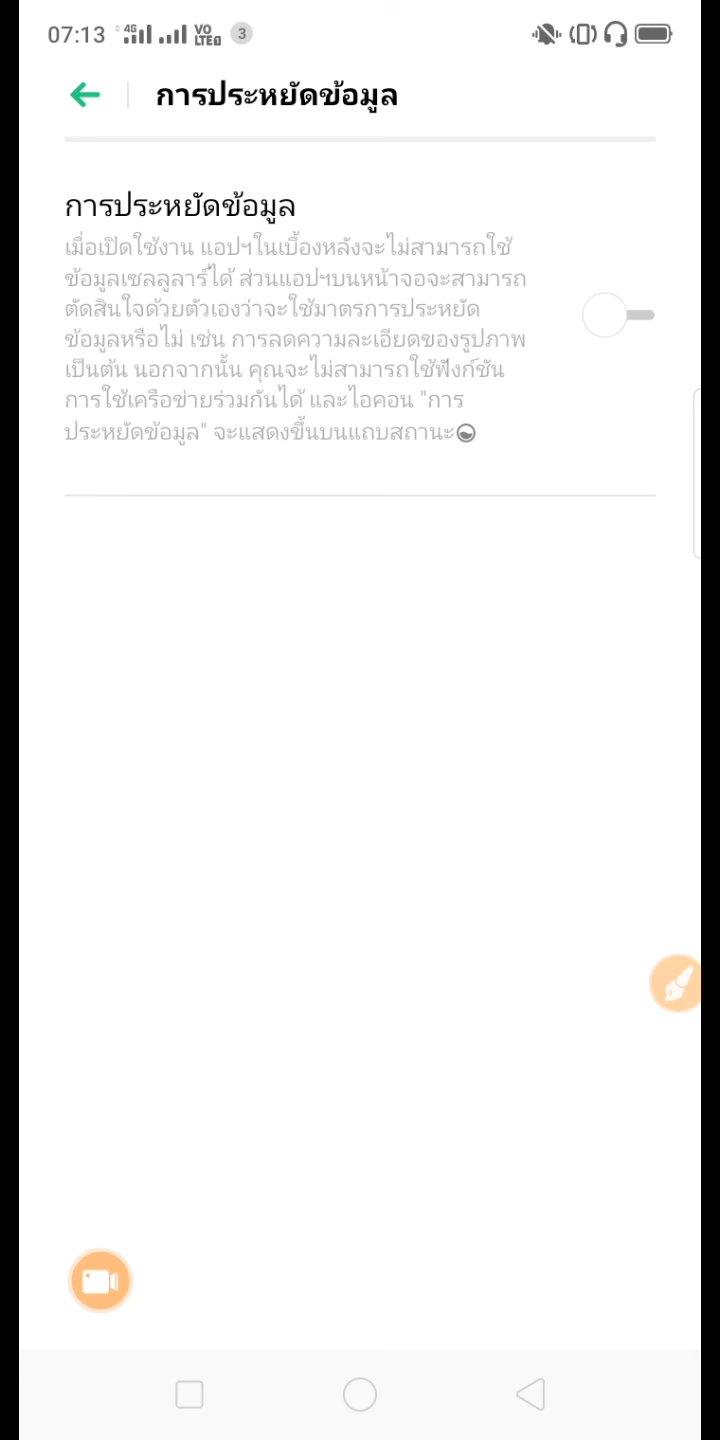 07:13 4G VO LTE 3
การประหยัดข้อมูล
การประหยัดข้อมูล
เมื่อเปิดใช้งาน แอปฯในเบื้องหลังจะไม่สามารถใช้
ข้อมูลเซลลูลาร์ได้ ส่วนแอปฯบนหน้าจอจะสามารถ
ตัดสินใจด้วยตัวเองว่าจะใช้มาตรการประหยัด
ข้อมูลหรือไม่ เช่น การลดความละเอียดของรูปภาพ
เป็นต้น นอกจากนั้น คุณจะไม่สามารถใช้ฟังก์ชัน
การใช้เครือข่ายร่วมกันได้ และไอคอน "การ
ประหยัดข้อมูล" จะแสดงขึ้นบนแถบสถานะ